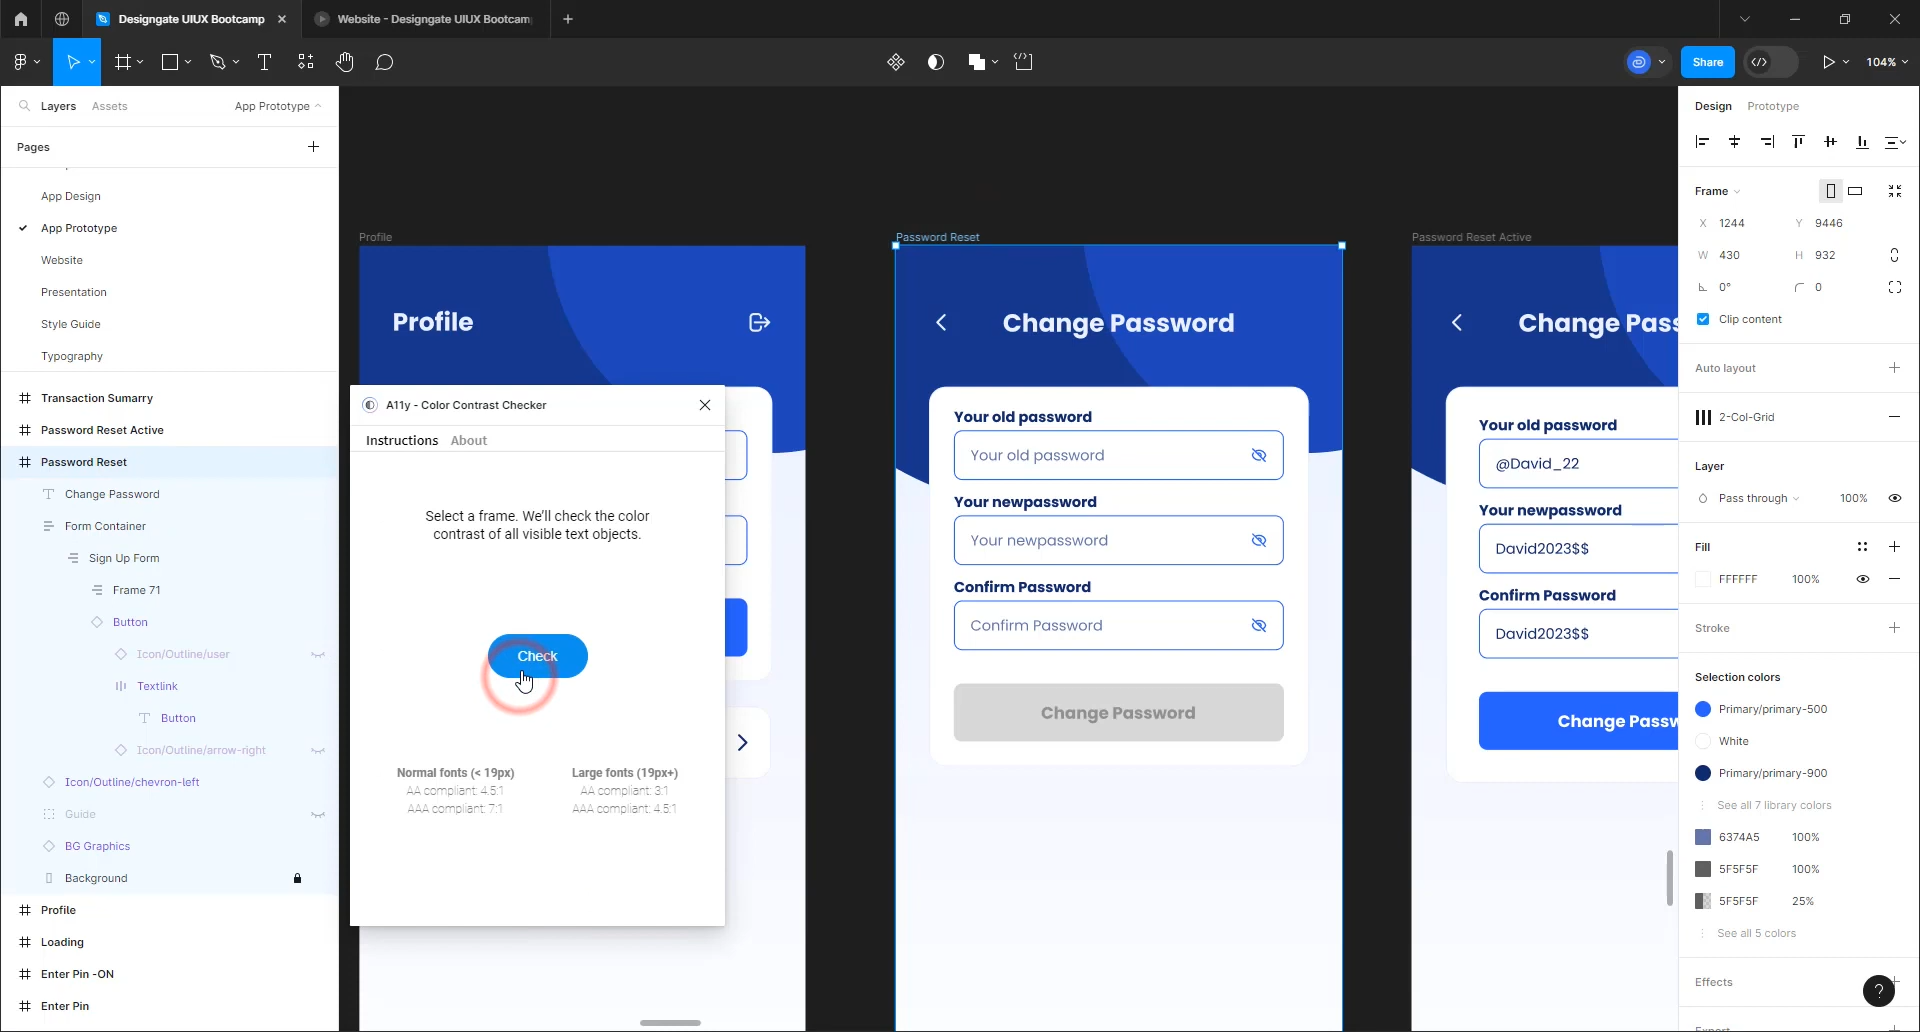 Designgate UIUX Bootcamp
Website - Designgate UIUX Bootcam
Share
104%
Layers
Assets
App Prototype
Pages
App Design
App Prototype
Website
Presentation
Style Guide
Typography
Transaction Sumarry
Password Reset Active
Password Reset
Change Password
Form Container
Sign Up Form
Frame 71
Button
Icon/Outline/user
Textlink
Button
Icon/Outline/arrow-right
Icon/Outline/chevron-left
Guide
BG Graphics
Background
Profile
Loading
Enter Pin -ON
Enter Pin
Profile
Profile
A11y - Color Contrast Checker
Instructions
About
Select a frame. We'll check the color
contrast of all visible text objects.
Check
Normal fonts (< 19px)
AA compliant: 4.5:1
AAA compliant: 7:1
Large fonts (19px+)
AA compliant: 3:1
AAA compliant: 4.5:1
Password Reset
Change Password
Your old password
Your old password
Your newpassword
Your newpassword
Confirm Password
Confirm Password
Change Password
Password Reset Active
Change Pass
Your old password
@David_22
Your newpassword
David2023$$
Confirm Password
David2023$$
Change Passw
Design
Prototype
Frame
X 1244
Y 9446
W 430
H 932
0°
0
Clip content
Auto layout
2-Col-Grid
Layer
Pass through
100%
Fill
FFFFFF
100%
Stroke
Selection colors
Primary/primary-500
White
Primary/primary-900
See all 7 library colors
6374A5
100%
5F5F5F
100%
5F5F5F
25%
See all 5 colors
Effects
?
Export